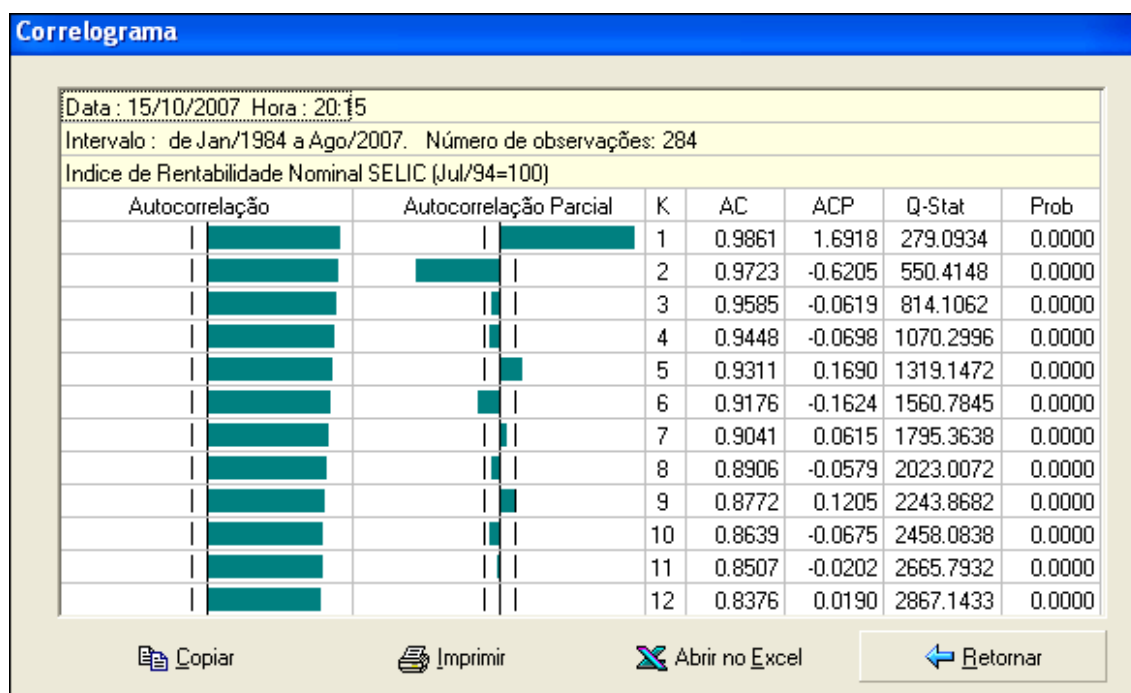 Correlograma
Data : 15/10/2007 Hora : 20:15
Intervalo : de Jan/1984 a Ago/2007. Número de observações: 284
Indice de Rentabilidade Nominal SELIC (Jul/94=100)
Autocorrelação Autocorrelação Parcial K AC ACP Q-Stat Prob
1 0.9861 1.6918 279.0934 0.0000
2 0.9723 -0.6205 550.4148 0.0000
3 0.9585 -0.0619 814.1062 0.0000
4 0.9448 -0.0698 1070.2996 0.0000
5 0.9311 0.1690 1319.1472 0.0000
6 0.9176 -0.1624 1560.7845 0.0000
7 0.9041 0.0615 1795.3638 0.0000
8 0.8906 -0.0579 2023.0072 0.0000
9 0.8772 0.1205 2243.8682 0.0000
10 0.8639 -0.0675 2458.0838 0.0000
11 0.8507 -0.0202 2665.7932 0.0000
12 0.8376 0.0190 2867.1433 0.0000
Copiar Imprimir Abrir no Excel Retornar